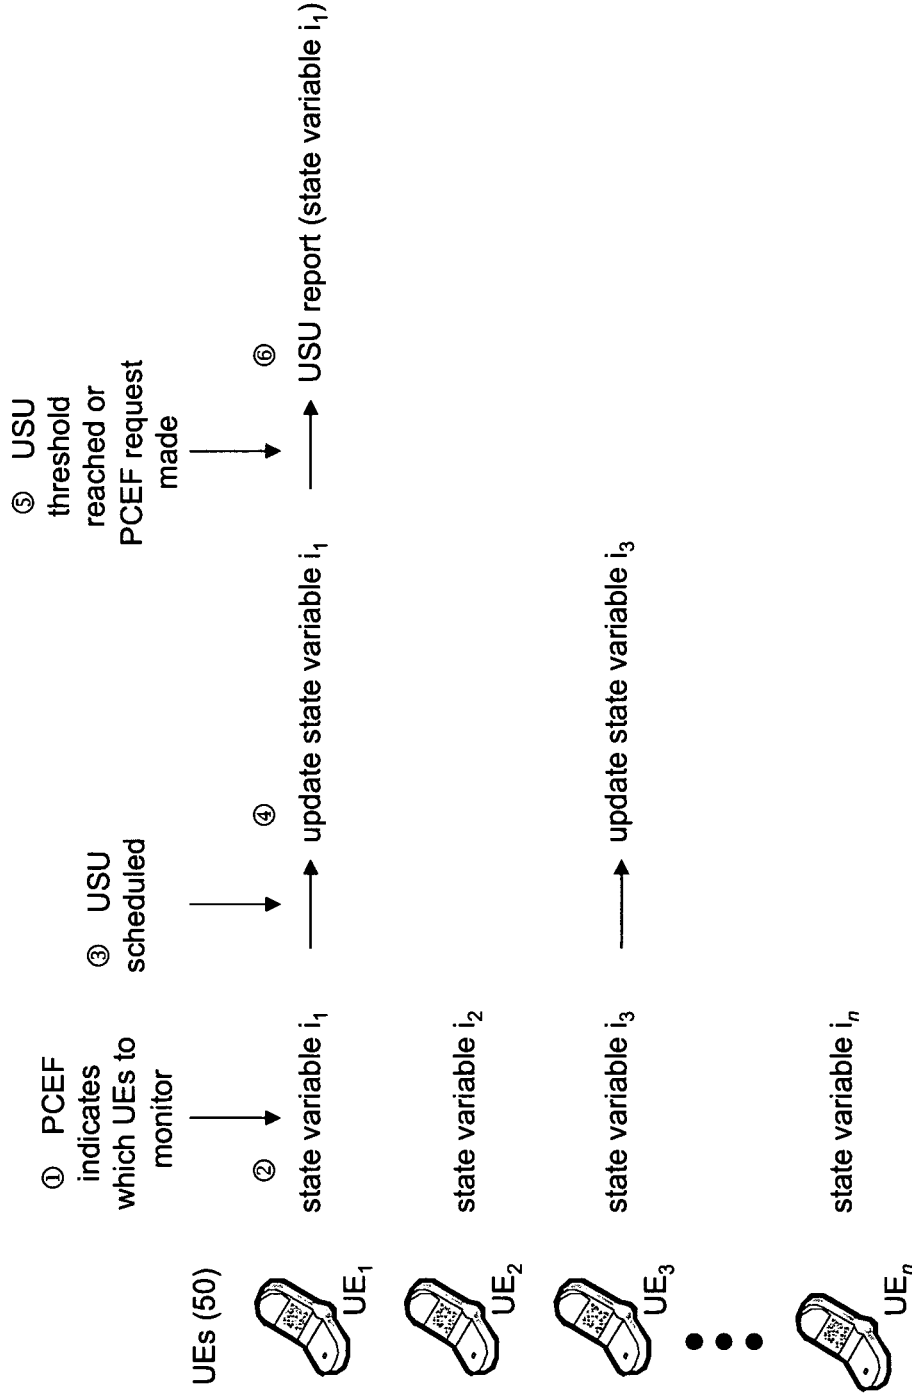 UEs (50)
① PCEF
indicates
which UEs to
monitor
③ USU
scheduled
⑤ USU
threshold
reached or
PCEF request
made
②
④
⑥
UE₁
state variable i₁
update state variable i₁
USU report (state variable i₁)
UE₂
state variable i₂
UE₃
state variable i₃
update state variable i₃
UEₙ
state variable iₙ